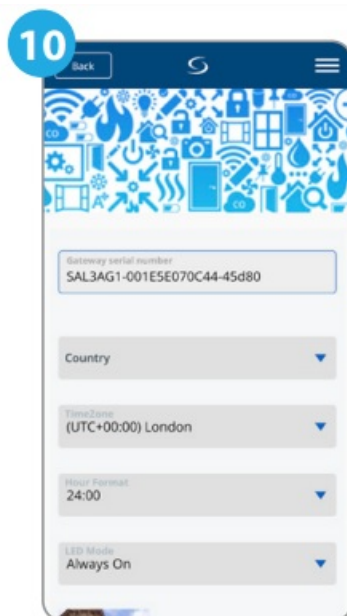 10
Back
Gateway serial number
SAL3AG1-001E5E070C44-45d80
Country
TimeZone
(UTC+00:00) London
Hour Format
24:00
LED Mode
Always On